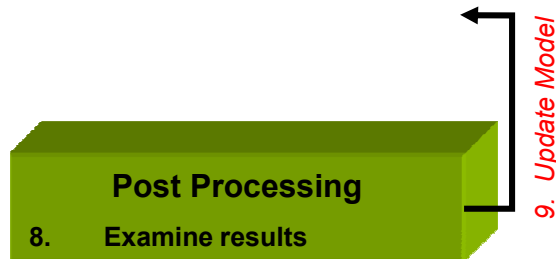 Post Processing
8. Examine results
9. Update Model